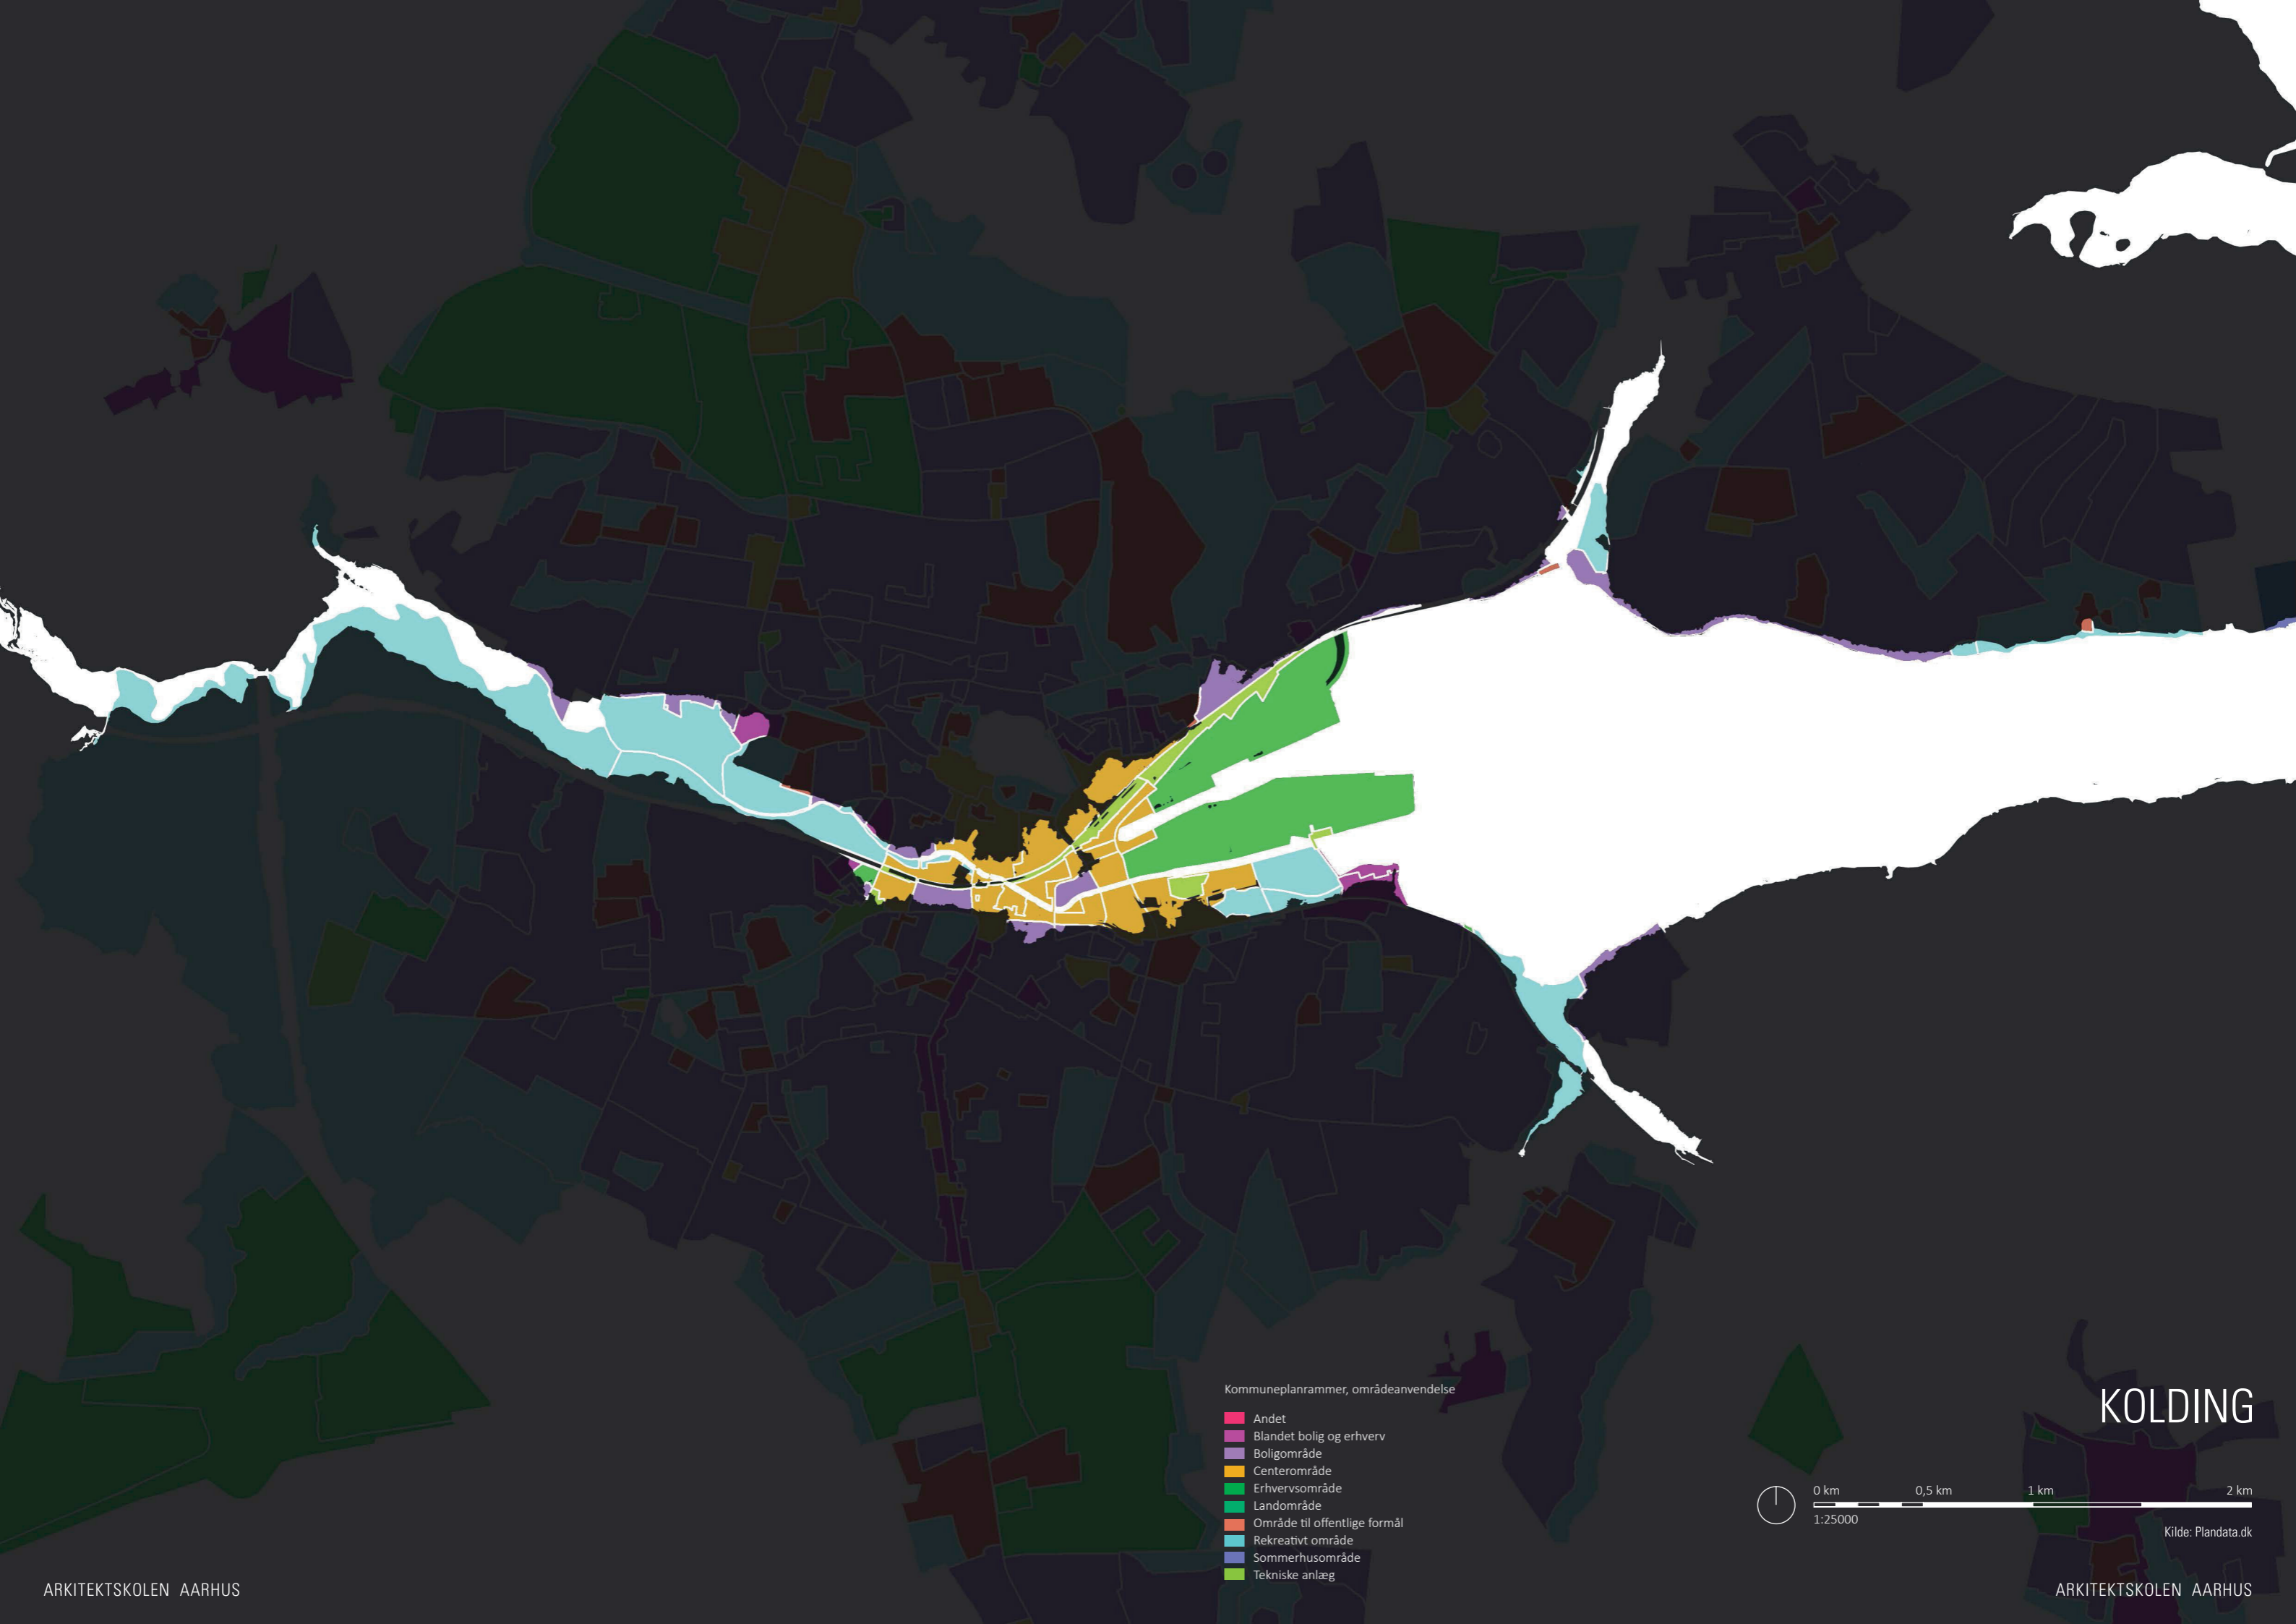 Kommuneplanrammer, områdeanvendelse
Andet
Blandet bolig og erhverv
Boligområde
Centerområde
Erhvervsområde
Landområde
Område til offentlige formål
Rekreativt område
Sommerhusområde
Tekniske anlæg
KOLDING
0 km 0,5 km 1 km 2 km
1:25000
Kilde: Plandata.dk
ARKITEKTSKOLEN AARHUS
ARKITEKTSKOLEN AARHUS